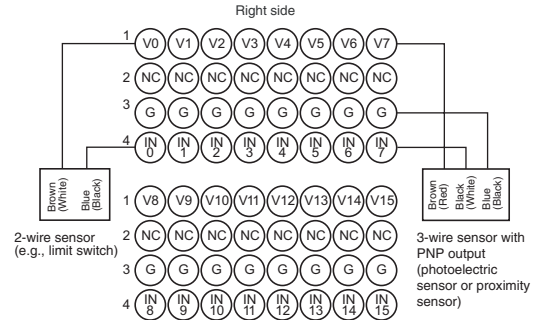 Right side
1 V0 V1 V2 V3 V4 V5 V6 V7
2 NC NC NC NC NC NC NC NC
3 G G G G G G G G
4 IN 0 IN 1 IN 2 IN 3 IN 4 IN 5 IN 6 IN 7
Brown (White)
Blue (Black)
2-wire sensor
(e.g., limit switch)
Brown (Red)
Black (White)
Blue (Black)
3-wire sensor with
PNP output
(photoelectric
sensor or proximity
sensor)
1 V8 V9 V10 V11 V12 V13 V14 V15
2 NC NC NC NC NC NC NC NC
3 G G G G G G G G
4 IN 8 IN 9 IN 10 IN 11 IN 12 IN 13 IN 14 IN 15